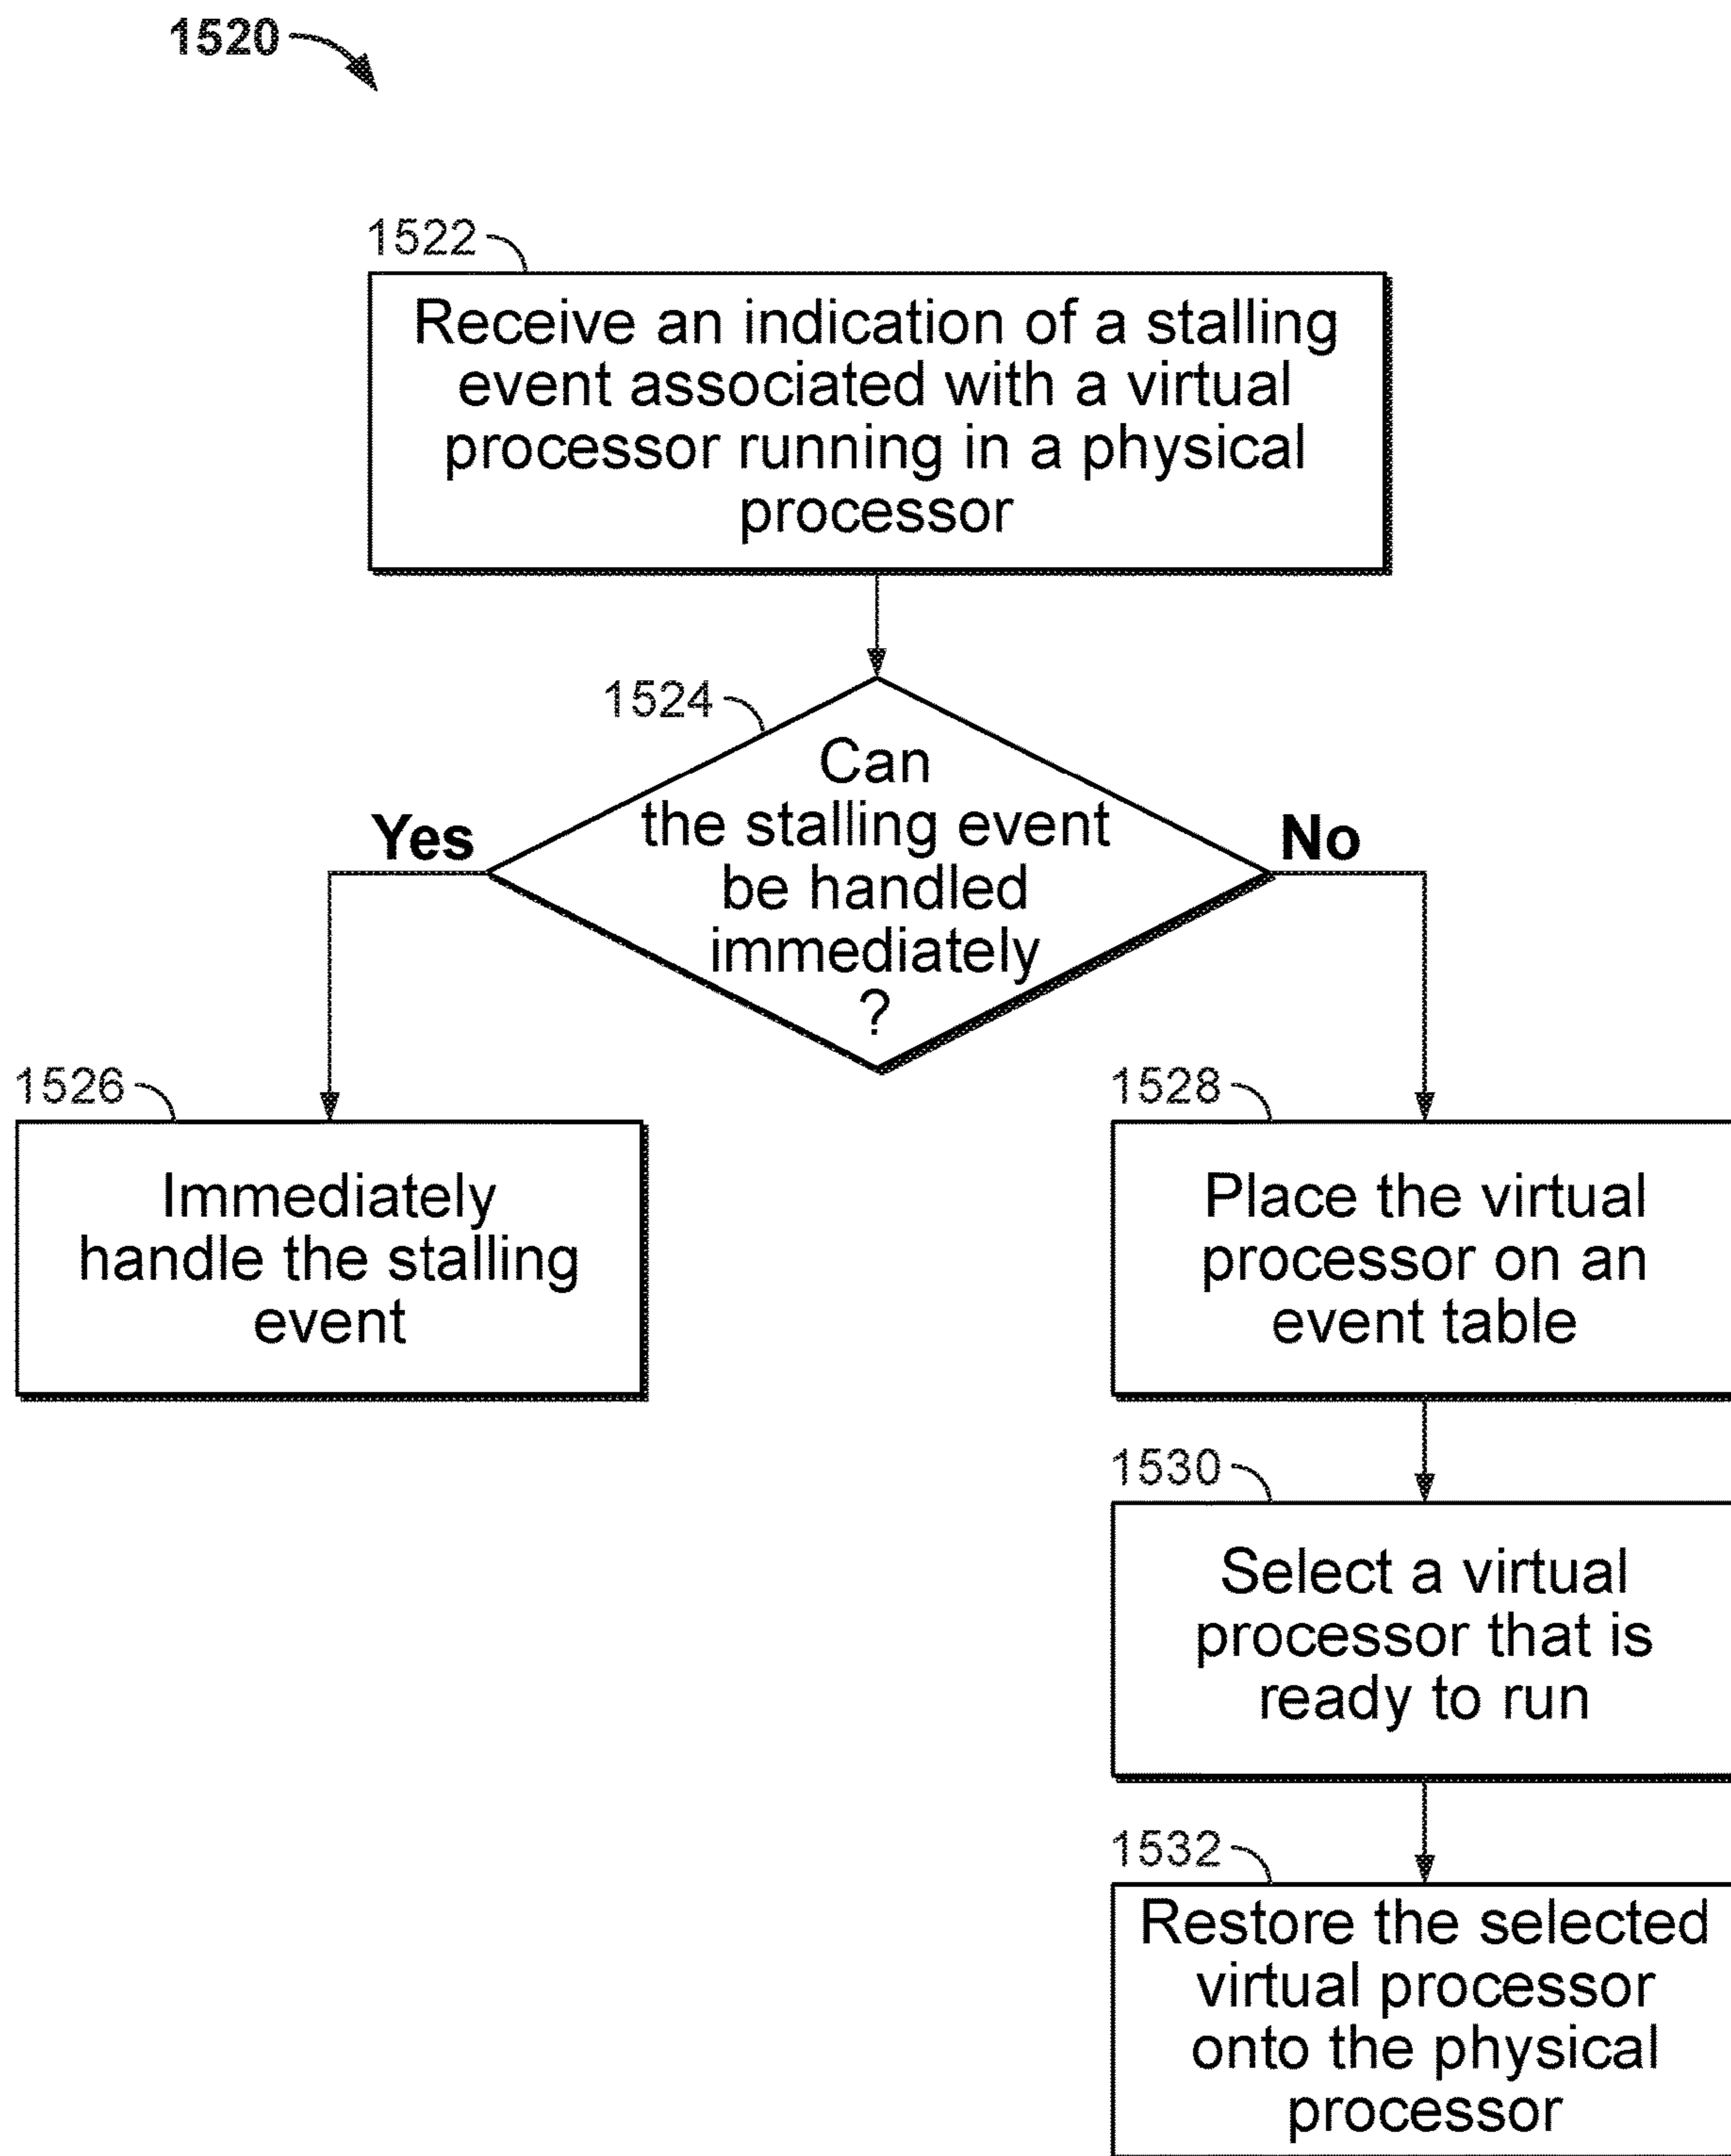 1520
1522
Receive an indication of a stalling
event associated with a virtual
processor running in a physical
processor
1524
Can
the stalling event
be handled
immediately
?
Yes
No
1526
Immediately
handle the stalling
event
1528
Place the virtual
processor on an
event table
1530
Select a virtual
processor that is
ready to run
1532
Restore the selected
virtual processor
onto the physical
processor